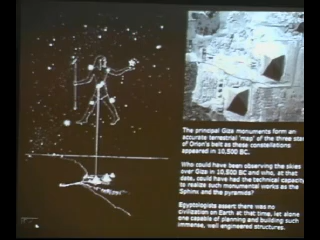 The principal Giza monuments form an
accurate terrestrial 'map' of the three stars
of Orion's belt as these constellations
appeared in 10,500 BC.
Who could have been observing the skies
over Giza in 10,500 BC and who, at that
date, could have had the technical capacity
to realize such monumental works as the
Sphinx and the pyramids?
Egyptologists assert there was no
civilization on Earth at that time, let alone
one capable of planning and building such
immense, well engineered structures.